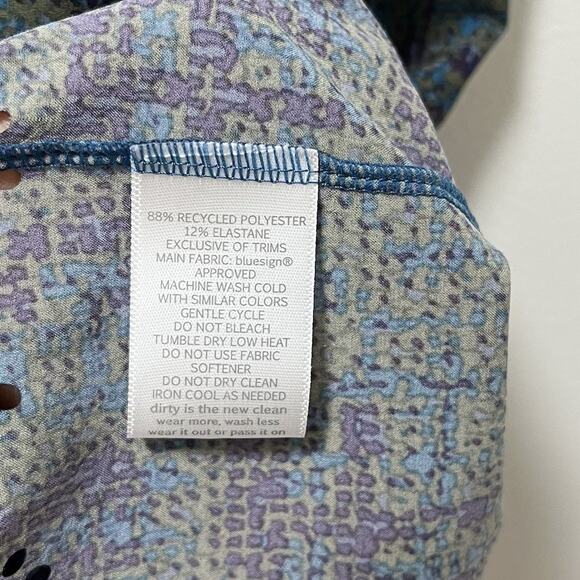 88% RECYCLED POLYESTER
12% ELASTANE
EXCLUSIVE OF TRIMS
MAIN FABRIC: bluesign®
APPROVED
MACHINE WASH COLD
WITH SIMILAR COLORS
GENTLE CYCLE
DO NOT BLEACH
TUMBLE DRY LOW HEAT
DO NOT USE FABRIC
SOFTENER
DO NOT DRY CLEAN
IRON COOL AS NEEDED
dirty is the new clean
wear more, wash less
wear it out or pass it on